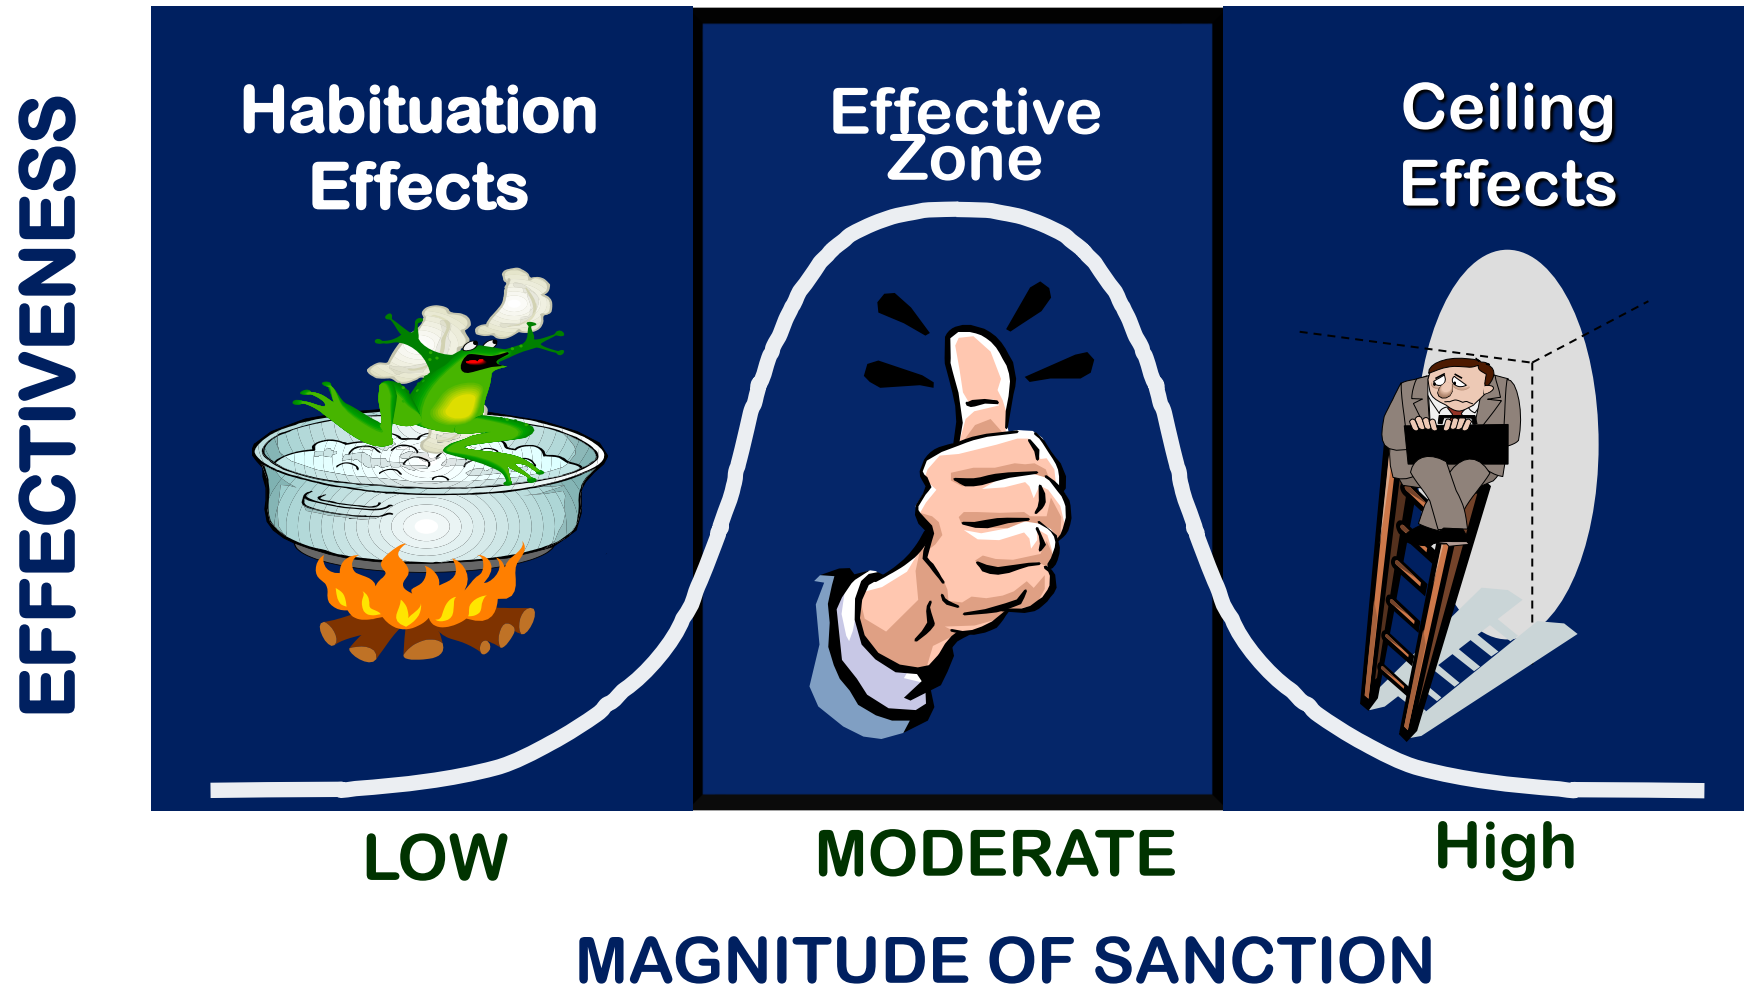 EFFECTIVENESS
Habituation
Effects
Effective
Zone
Ceiling
Effects
LOW
MODERATE
High
MAGNITUDE OF SANCTION